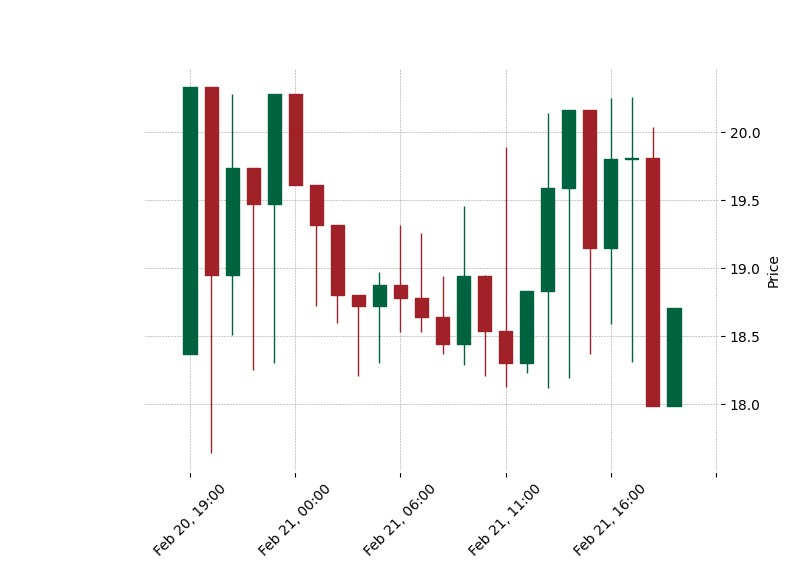 20.0
19.5
19.0
18.5
18.0
Price
Feb 20, 19:00
Feb 21, 00:00
Feb 21, 06:00
Feb 21, 11:00
Feb 21, 16:00